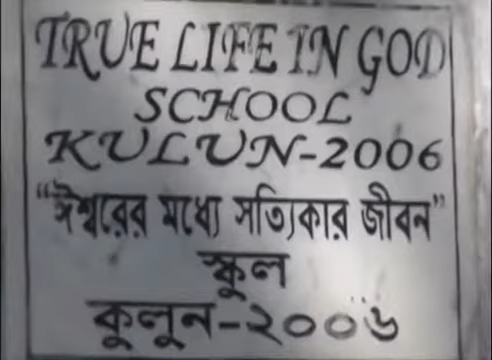 TRUE LIFE IN GOD
SCHOOL
KULUN-2006
"ঈশ্বরের মধ্যে সত্যিকার জীবন"
স্কুল
কুলুন-২০০৬